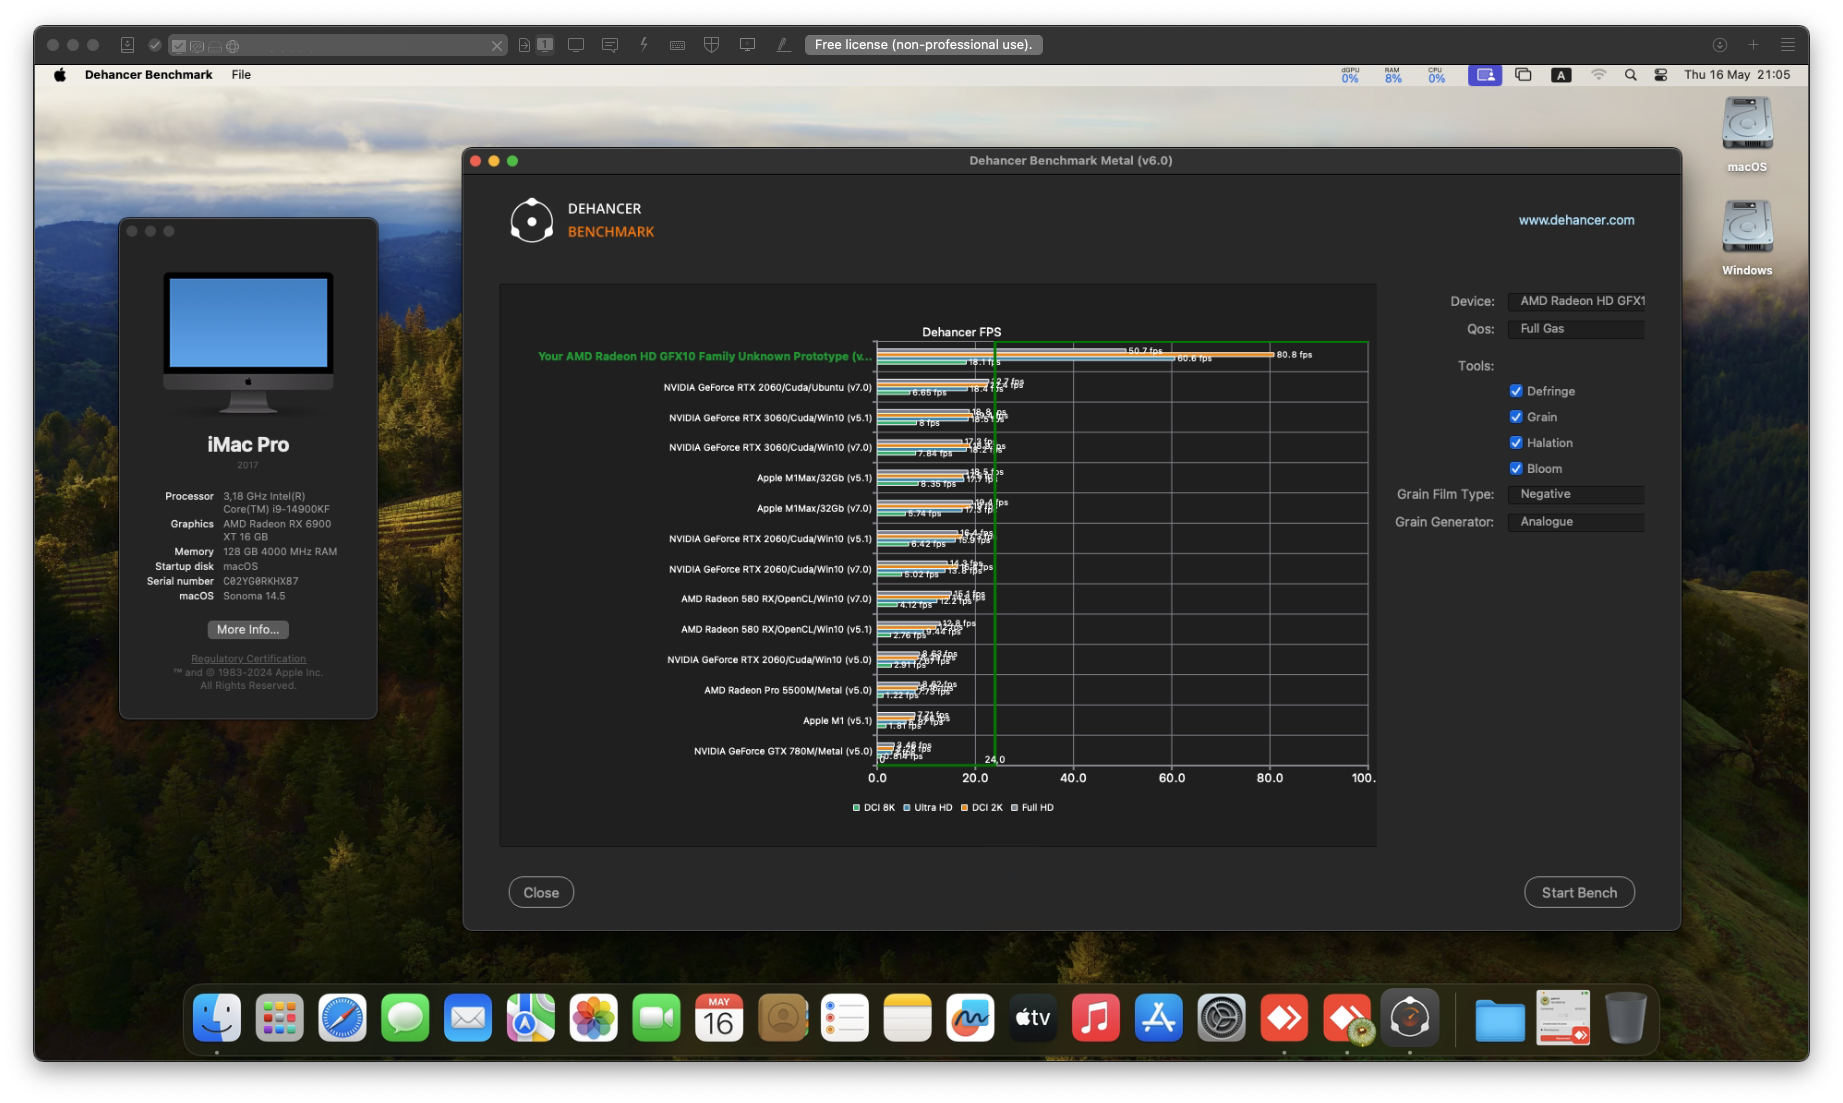 1
Free license (non-professional use).
Dehancer Benchmark File
dGPU 0% RAM 8% CPU 0% A Thu 16 May 21:05
macOS
Windows
iMac Pro
2017
Processor 3,18 GHz Intel(R)
Core(TM) i9-14900KF
Graphics AMD Radeon RX 6900
XT 16 GB
Memory 128 GB 4000 MHz RAM
Startup disk macOS
Serial number C02YG0RKHX87
macOS Sonoma 14.5
More Info...
Regulatory Certification
™ and © 1983-2024 Apple Inc.
All Rights Reserved.
Dehancer Benchmark Metal (v6.0)
DEHANCER
BENCHMARK
www.dehancer.com
Dehancer FPS
Your AMD Radeon HD GFX10 Family Unknown Prototype (v...
50.7 fps
80.8 fps
60.6 fps
18.1 fps
NVIDIA GeForce RTX 2060/Cuda/Ubuntu (v7.0)
6.65 fps
NVIDIA GeForce RTX 3060/Cuda/Win10 (v5.1)
8 fps
NVIDIA GeForce RTX 3060/Cuda/Win10 (v7.0)
7.84 fps
Apple M1Max/32Gb (v5.1)
8.35 fps
Apple M1Max/32Gb (v7.0)
5.74 fps
NVIDIA GeForce RTX 2060/Cuda/Win10 (v5.1)
6.42 fps
NVIDIA GeForce RTX 2060/Cuda/Win10 (v7.0)
5.02 fps
AMD Radeon 580 RX/OpenCL/Win10 (v7.0)
4.12 fps
AMD Radeon 580 RX/OpenCL/Win10 (v5.1)
12.8 fps
9.44 fps
2.76 fps
NVIDIA GeForce RTX 2060/Cuda/Win10 (v5.0)
2.91 fps
AMD Radeon Pro 5500M/Metal (v5.0)
1.22 fps
Apple M1 (v5.1)
1.81 fps
NVIDIA GeForce GTX 780M/Metal (v5.0)
0.814 fps
24,0
0.0 20.0 40.0 60.0 80.0 100.
DCI 8K Ultra HD DCI 2K Full HD
Device: AMD Radeon HD GFX1
Qos: Full Gas
Tools:
Defringe
Grain
Halation
Bloom
Grain Film Type: Negative
Grain Generator: Analogue
Close
Start Bench
MAY
16
tv